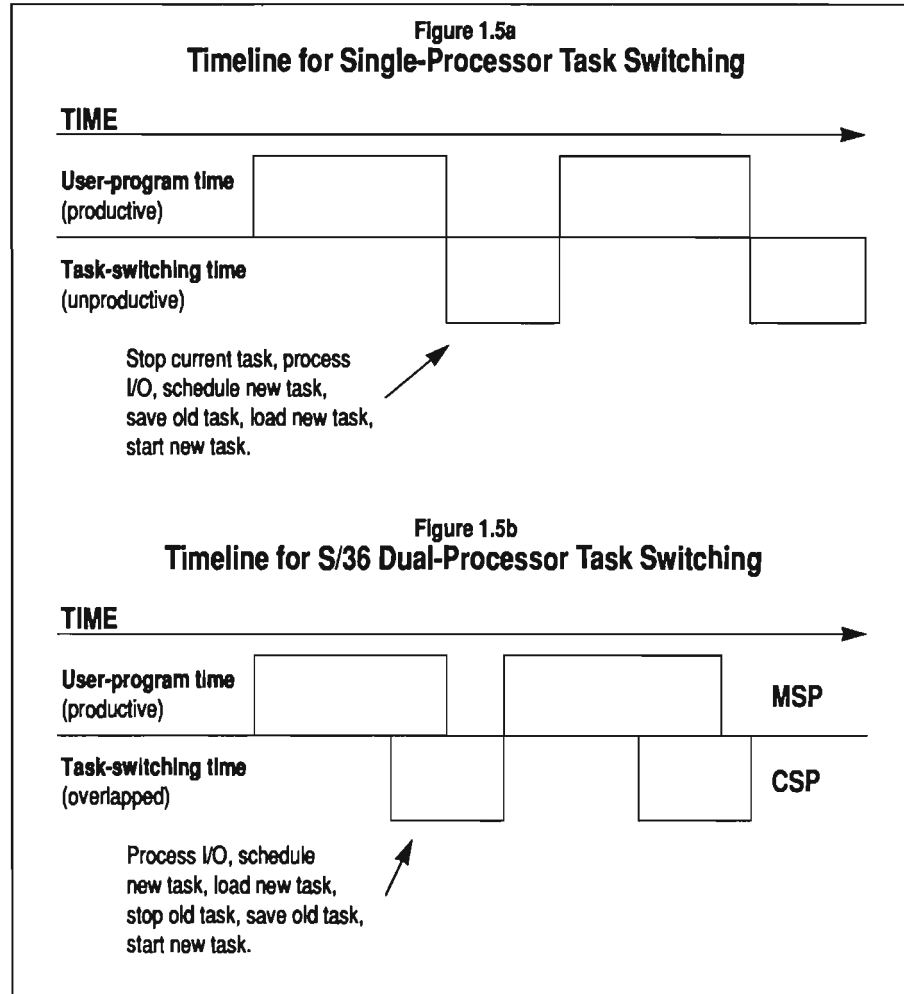 Figure 1.5a
Timeline for Single-Processor Task Switching
TIME
User-program time
(productive)
Task-switching time
(unproductive)
Stop current task, process
I/O, schedule new task,
save old task, load new task,
start new task.
Figure 1.5b
Timeline for S/36 Dual-Processor Task Switching
TIME
User-program time
(productive)
MSP
Task-switching time
(overlapped)
CSP
Process I/O, schedule
new task, load new task,
stop old task, save old task,
start new task.